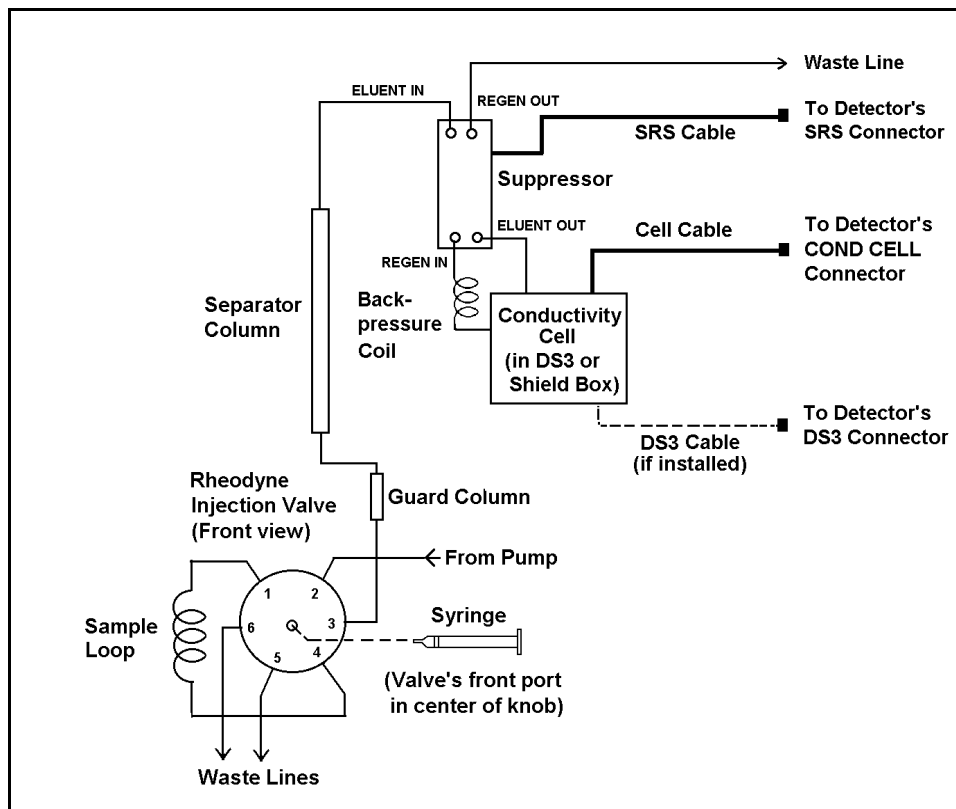 Waste Line
ELUENT IN
REGEN OUT
To Detector's
SRS Connector
SRS Cable
Suppressor
ELUENT OUT
Cell Cable
To Detector's
COND CELL
Connector
REGEN IN
Separator
Column
Back-
pressure
Coil
Conductivity
Cell
(in DS3 or
Shield Box)
To Detector's
DS3 Connector
DS3 Cable
(if installed)
Rheodyne
Injection Valve
(Front view)
Guard Column
From Pump
1
2
3
4
5
6
Sample
Loop
Syringe
(Valve's front port
in center of knob)
Waste Lines